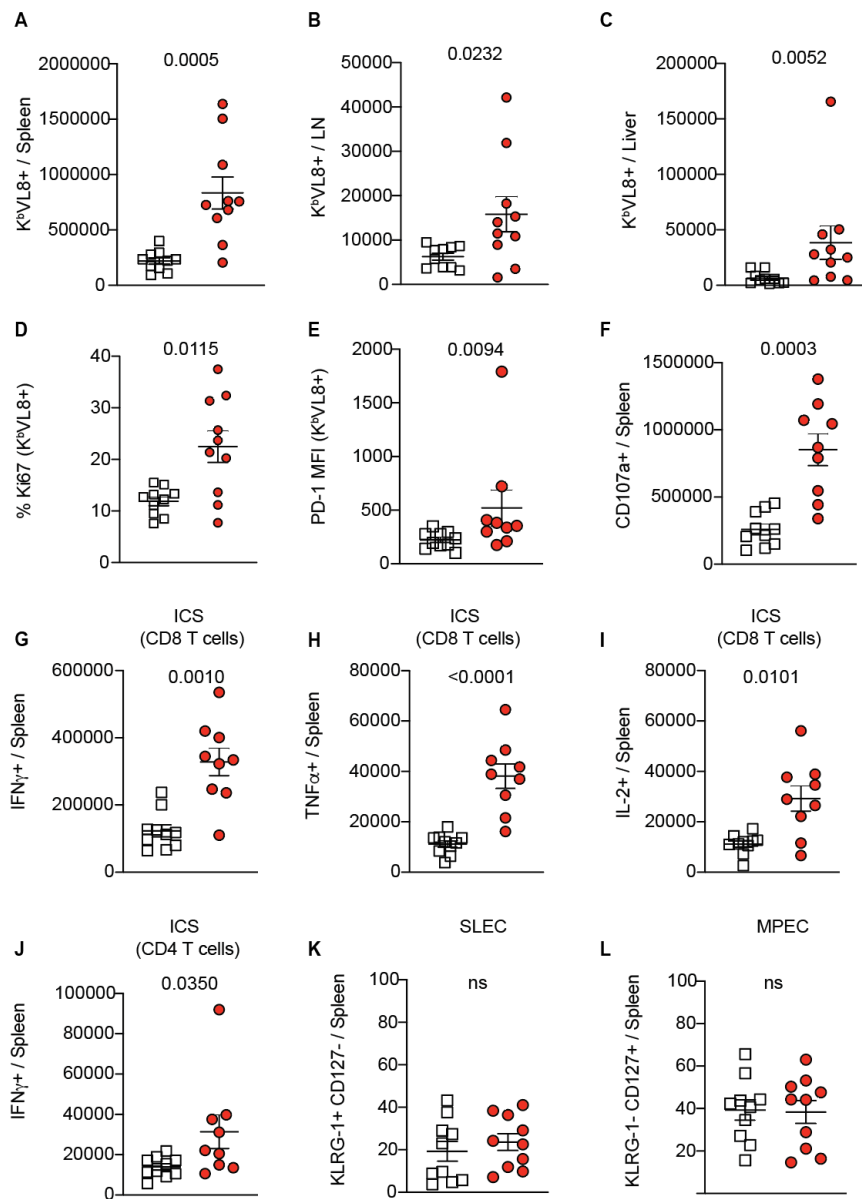 A
B
C
0.0005
0.0232
0.0052
KᵇVL8+ / Spleen
2000000
1500000
1000000
500000
0
KᵇVL8+ / LN
50000
40000
30000
20000
10000
0
KᵇVL8+ / Liver
200000
150000
100000
50000
0
D
E
F
0.0115
0.0094
0.0003
% Ki67 (KᵇVL8+)
40
30
20
10
0
PD-1 MFI (KᵇVL8+)
2000
1500
1000
500
0
CD107a+ / Spleen
1500000
1000000
500000
0
G
ICS
(CD8 T cells)
0.0010
IFNγ+ / Spleen
600000
400000
200000
0
H
ICS
(CD8 T cells)
<0.0001
TNFα+ / Spleen
80000
60000
40000
20000
0
I
ICS
(CD8 T cells)
0.0101
IL-2+ / Spleen
80000
60000
40000
20000
0
J
ICS
(CD4 T cells)
0.0350
IFNγ+ / Spleen
100000
80000
60000
40000
20000
0
K
SLEC
ns
KLRG-1+ CD127- / Spleen
100
80
60
40
20
0
L
MPEC
ns
KLRG-1- CD127+ / Spleen
100
80
60
40
20
0